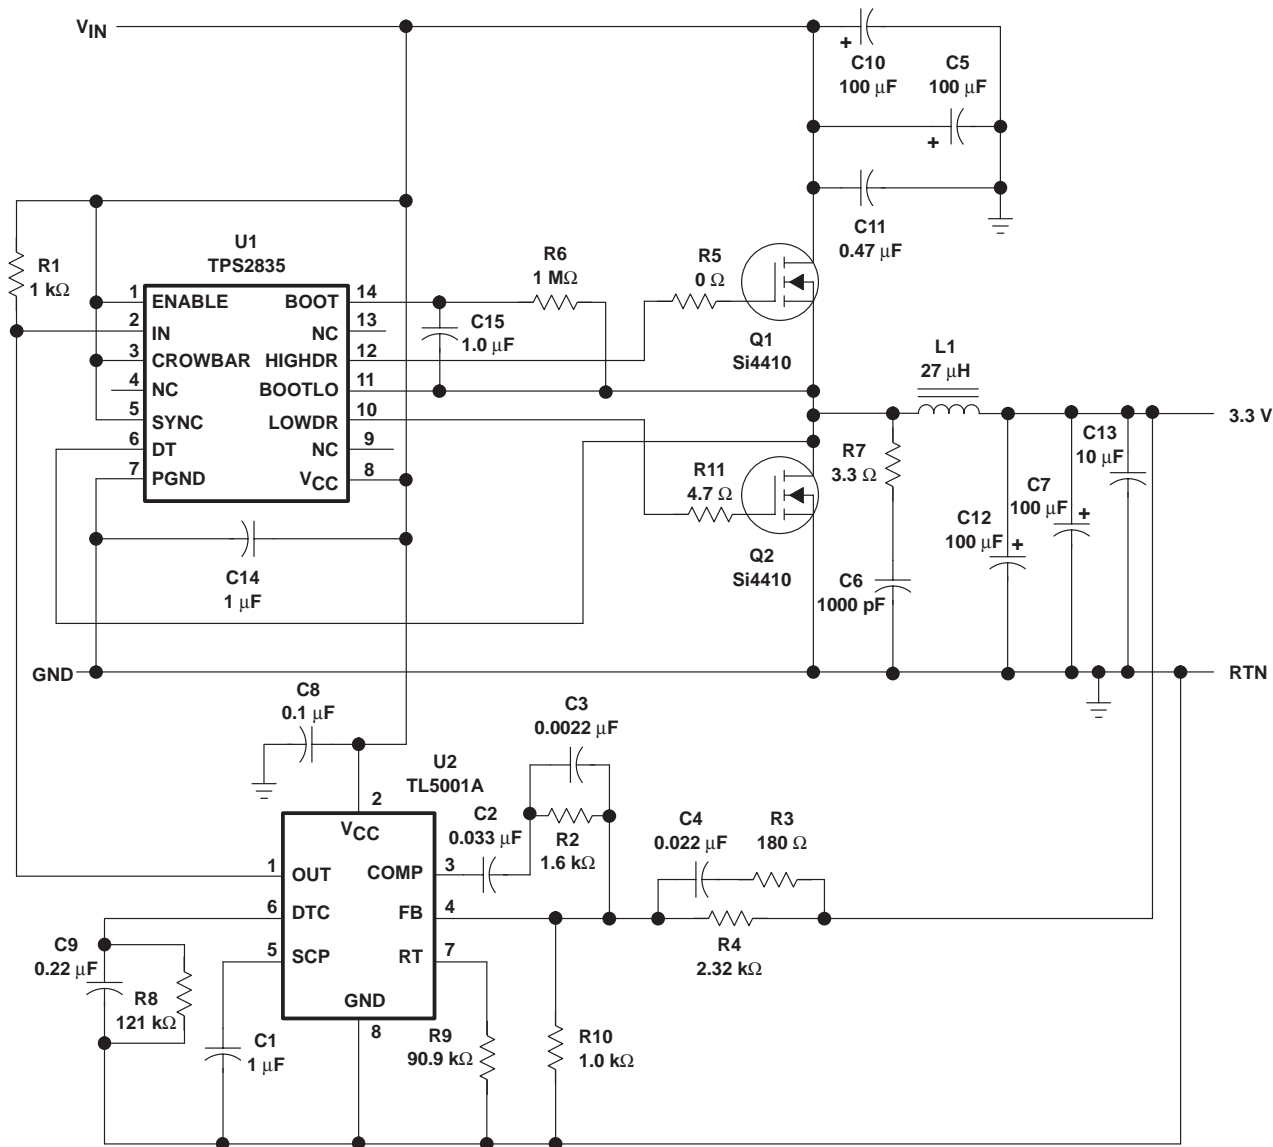 VIN
+
C10
100 μF
C5
100 μF
+
C11
0.47 μF
U1
TPS2835
R1
1 kΩ
1
ENABLE
2
IN
3
CROWBAR
4
NC
5
SYNC
6
DT
7
PGND
BOOT
14
NC
13
HIGHDR
12
BOOTLO
11
LOWDR
10
NC
9
VCC
8
R6
1 MΩ
C15
1.0 μF
R5
0 Ω
Q1
Si4410
L1
27 μH
3.3 V
R7
3.3 Ω
C13
10 μF
C7
100 μF
+
C12
100 μF
+
R11
4.7 Ω
Q2
Si4410
C6
1000 pF
C14
1 μF
GND
RTN
C8
0.1 μF
C3
0.0022 μF
U2
TL5001A
2
VCC
C2
0.033 μF
R2
1.6 kΩ
C4
0.022 μF
R3
180 Ω
1
OUT
COMP
3
6
DTC
FB
4
5
SCP
RT
7
GND
8
R4
2.32 kΩ
C9
0.22 μF
R8
121 kΩ
C1
1 μF
R9
90.9 kΩ
R10
1.0 kΩ